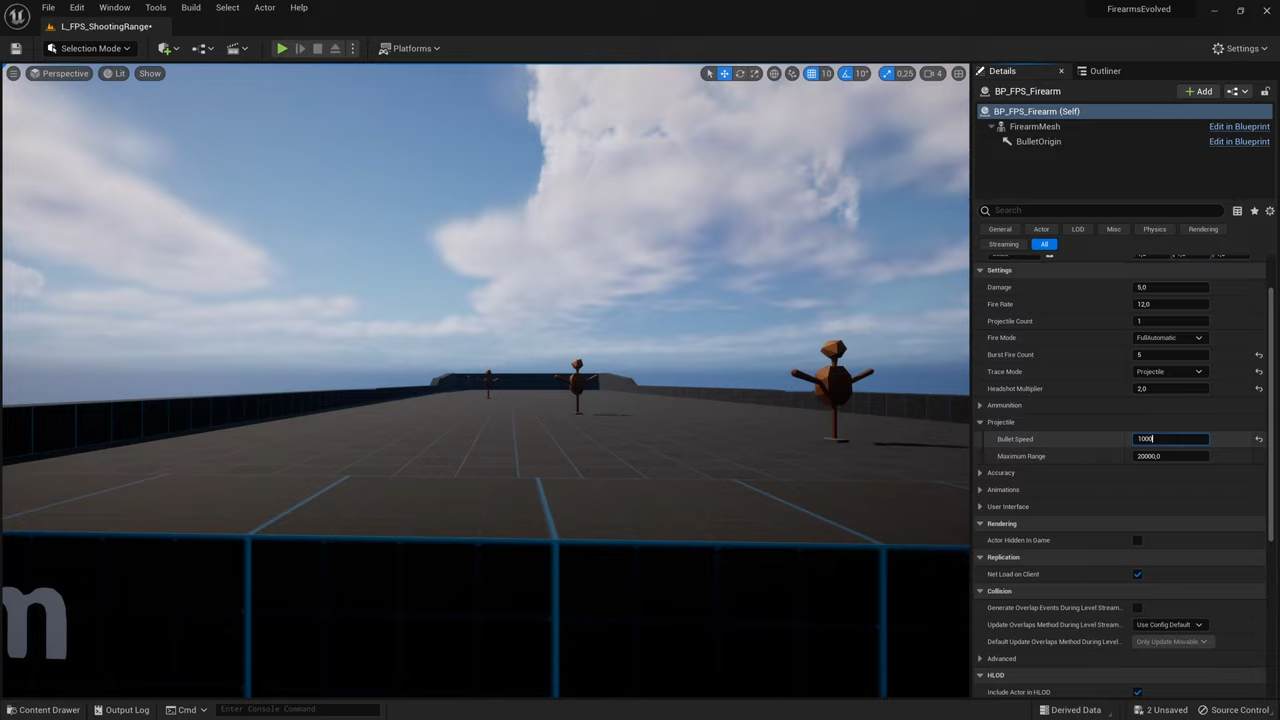 File Edit Window Tools Build Select Actor Help
FirearmsEvolved
L_FPS_ShootingRange*
Selection Mode
Platforms
Settings
Perspective Lit Show
10 10° 0,25 4
Details
Outliner
BP_FPS_Firearm
+ Add
BP_FPS_Firearm (Self)
FirearmMesh Edit in Blueprint
BulletOrigin Edit in Blueprint
Search
General Actor LOD Misc Physics Rendering
Streaming All
Settings
Damage 5,0
Fire Rate 12,0
Projectile Count 1
Fire Mode FullAutomatic
Burst Fire Count 5
Trace Mode Projectile
Headshot Multiplier 2,0
Ammunition
Projectile
Bullet Speed 1000
Maximum Range 20000,0
Accuracy
Animations
User Interface
Rendering
Actor Hidden In Game
Replication
Net Load on Client
Collision
Generate Overlap Events During Level Stream...
Update Overlaps Method During Level Stream... Use Config Default
Default Update Overlaps Method During Level... Only Update Movable
Advanced
HLOD
Include Actor in HLOD
m
Content Drawer Output Log Cmd Enter Console Command Derived Data 2 Unsaved Source Control